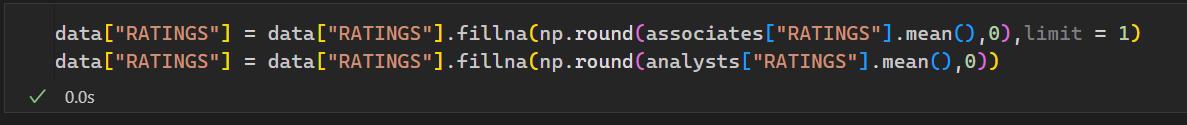 data["RATINGS"] = data["RATINGS"].fillna(np.round(associates["RATINGS"].mean(),0),limit = 1)
data["RATINGS"] = data["RATINGS"].fillna(np.round(analysts["RATINGS"].mean(),0))
0.0s